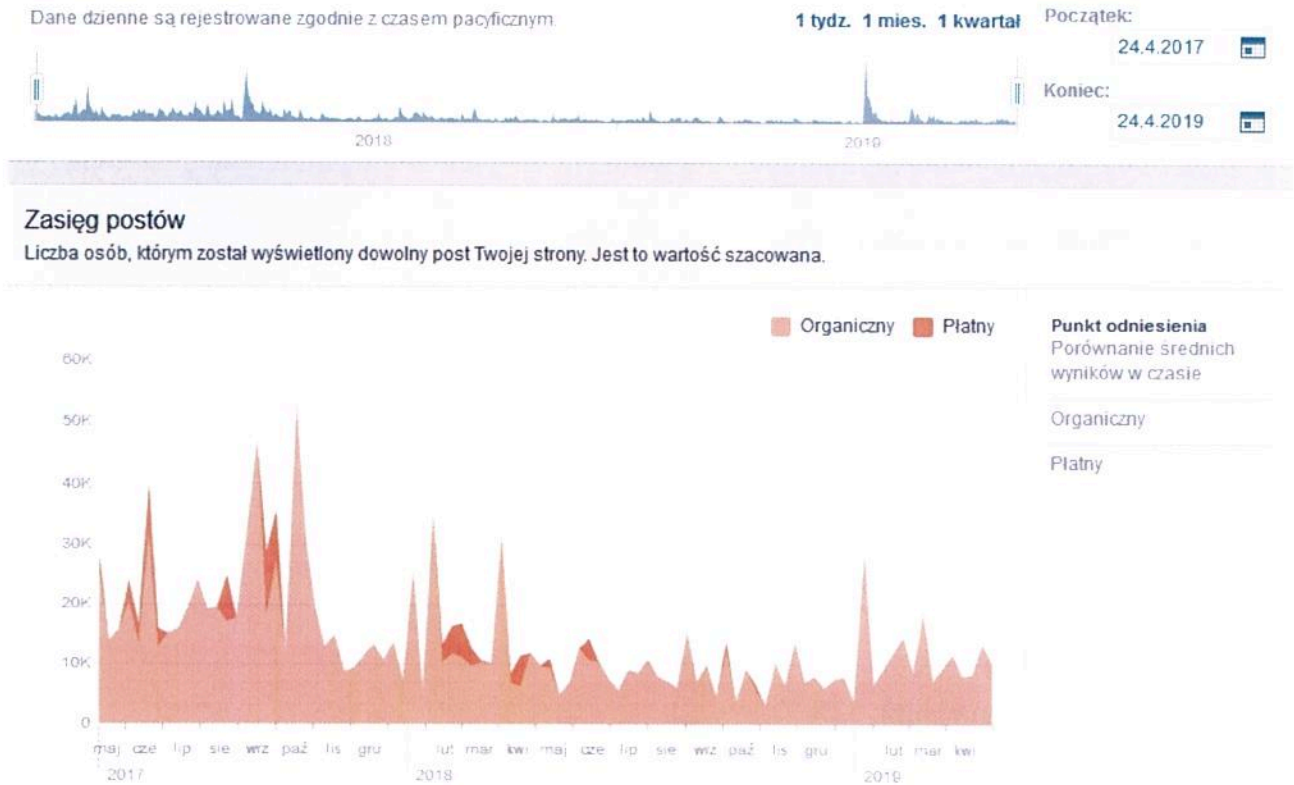 Dane dzienne są rejestrowane zgodnie z czasem pacyficznym.
1 tydz. 1 mies. 1 kwartał
Początek:
24.4.2017
Koniec:
24.4.2019
2018
2019
Zasięg postów
Liczba osób, którym został wyświetlony dowolny post Twojej strony. Jest to wartość szacowana.
Organiczny Płatny
Punkt odniesienia
Porównanie średnich
wyników w czasie
Organiczny
Płatny
60K
50K
40K
30K
20K
10K
0
maj cze lip sie wrz paź lis gru lut mar kwi maj cze lip sie wrz paź lis gru lut mar kwi
2017 2018 2019